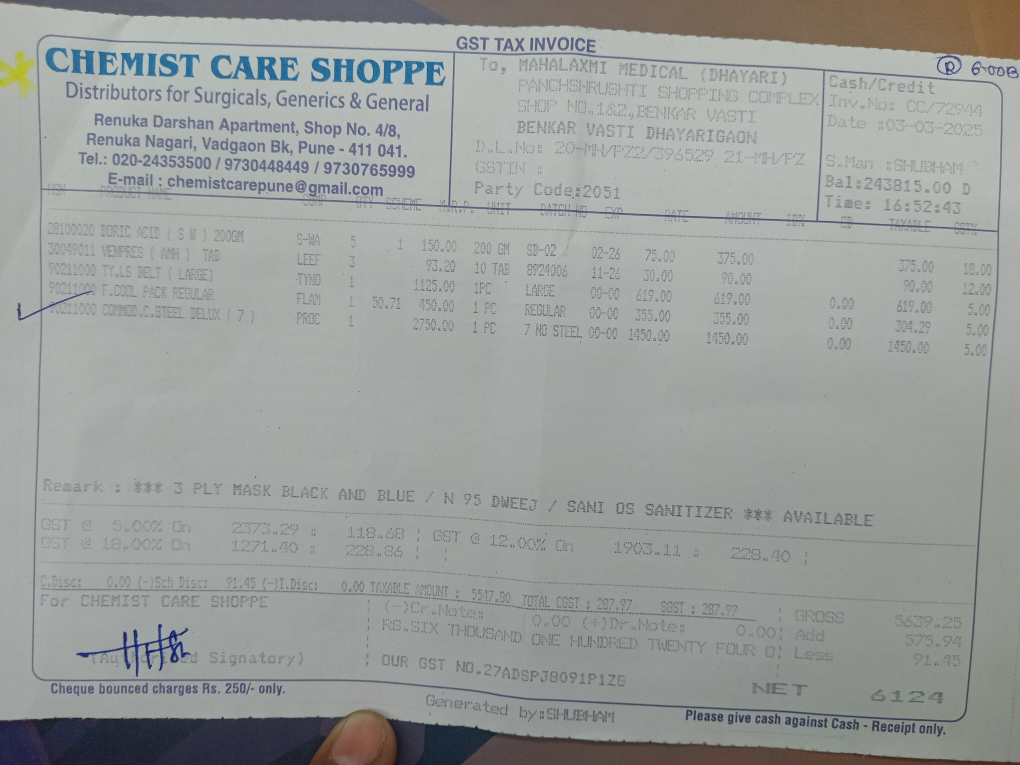 GST TAX INVOICE
CHEMIST CARE SHOPPE
Distributors for Surgicals, Generics & General
Renuka Darshan Apartment, Shop No. 4/8,
Renuka Nagari, Vadgaon Bk, Pune - 411 041.
Tel.: 020-24353500 / 9730448449 / 9730765999
E-mail : chemistcarepune@gmail.com
To, MAHALAXMI MEDICAL (DHAYARI)
PANCHSHRUSHTI SHOPPING COMPLEX
SHOP NO.1&2,BENKAR VASTI
BENKAR VASTI DHAYARIGAON
D.L.No: 20-MH/PZ2/396529 21-MH/PZ
GSTIN :
Party Code:2051
Cash/Credit
Inv.No: CC/72944
Date :03-03-2025
S.Man :SHUBHAM
Bal:243815.00 D
Time: 16:52:43
HSN PRODUCT NAME COMP QTY SCHEME M.R.P. UNIT BATCH NO EXP RATE AMOUNT CD TAXABLE GST%
28100020 BORIC ACID ( S W ) 200GM S-WA 5 1 150.00 200 GM SB-02 02-26 75.00 375.00 375.00 18.00
30049011 VENPRES ( AMH ) TAB LEEF 3 93.20 10 TAB 8924006 11-26 30.00 90.00 90.00 12.00
90211000 TY.LS BELT ( LARGE) TYNO 1 1125.00 1PC LARGE 00-00 619.00 619.00 0.00 619.00 5.00
90211000 F.COOL PACK REGULAR FLAM 1 50.71 450.00 1 PC REGULAR 00-00 355.00 355.00 0.00 304.29 5.00
90211000 COMMOD.C.STEEL DELUX ( 7 ) PROC 1 2750.00 1 PC 7 NO STEEL 00-00 1450.00 1450.00 0.00 1450.00 5.00
Remark : *** 3 PLY MASK BLACK AND BLUE / N 95 DWEEJ / SANI OS SANITIZER *** AVAILABLE
GST @ 5.00% On 2373.29 : 118.68 | GST @ 12.00% On 1903.11 : 228.40 |
GST @ 18.00% On 1271.40 : 228.86 |
C.Disc: 0.00 (-)Sch Disc: 91.45 (-)I.Disc: 0.00 TAXABLE AMOUNT : 5547.80 TOTAL CGST : 287.97 SGST : 287.97
For CHEMIST CARE SHOPPE
(-)Cr.Note: 0.00 (+)Dr.Note: 0.00
RS.SIX THOUSAND ONE HUNDRED TWENTY FOUR O
OUR GST NO.27ADSPJ8091P1ZG
GROSS 5639.25
Add 575.94
Less 91.45
NET 6124
(Authorised Signatory)
Cheque bounced charges Rs. 250/- only.
Generated by:SHUBHAM
Please give cash against Cash - Receipt only.